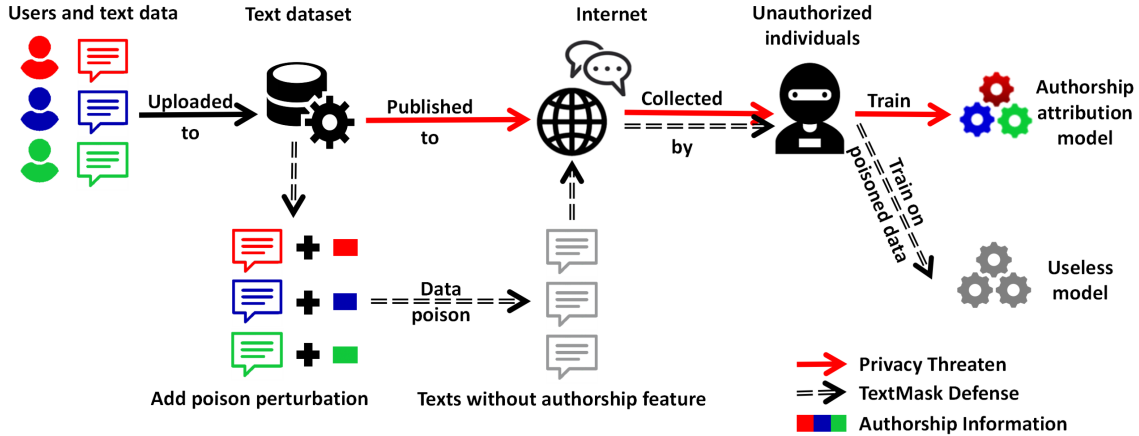 Users and text data
Text dataset
Internet
Unauthorized
individuals
Uploaded
to
Published
to
Collected
by
Train
Authorship
attribution
model
Train on
poisoned data
Useless
model
Data
poison
Add poison perturbation
Texts without authorship feature
Privacy Threaten
TextMask Defense
Authorship Information